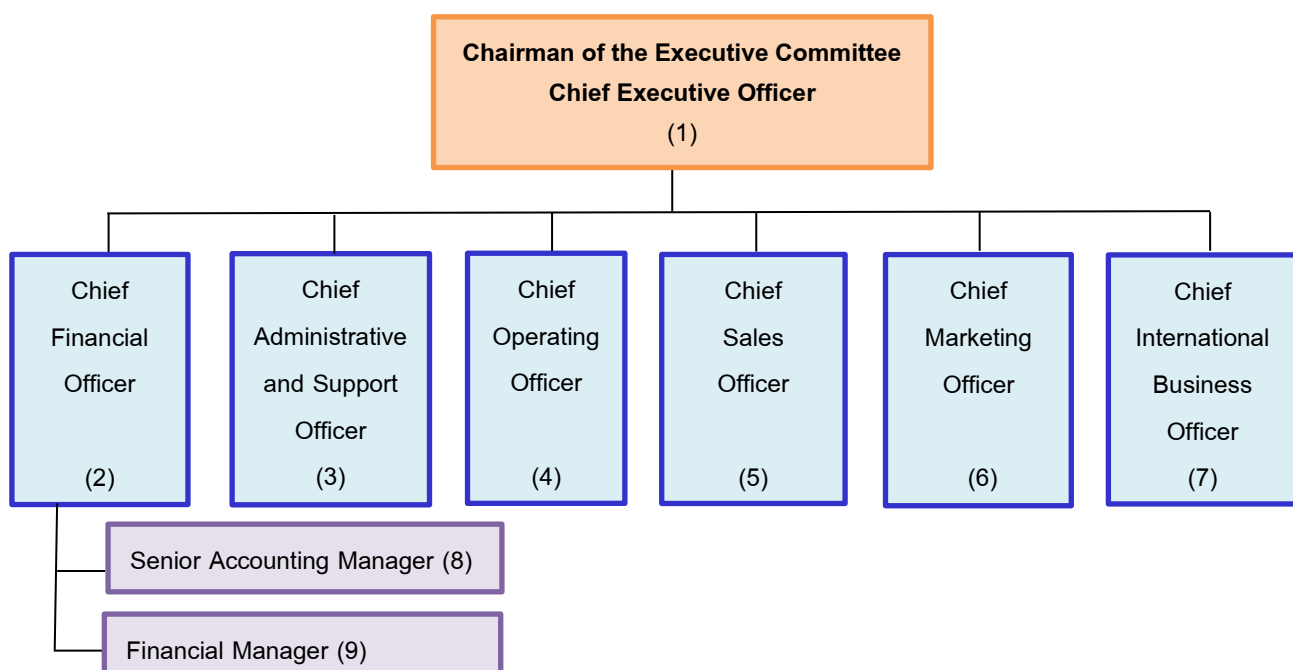 Chairman of the Executive Committee
Chief Executive Officer
(1)
Chief
Financial
Officer
(2)
Chief
Administrative
and Support
Officer
(3)
Chief
Operating
Officer
(4)
Chief
Sales
Officer
(5)
Chief
Marketing
Officer
(6)
Chief
International
Business
Officer
(7)
Senior Accounting Manager (8)
Financial Manager (9)